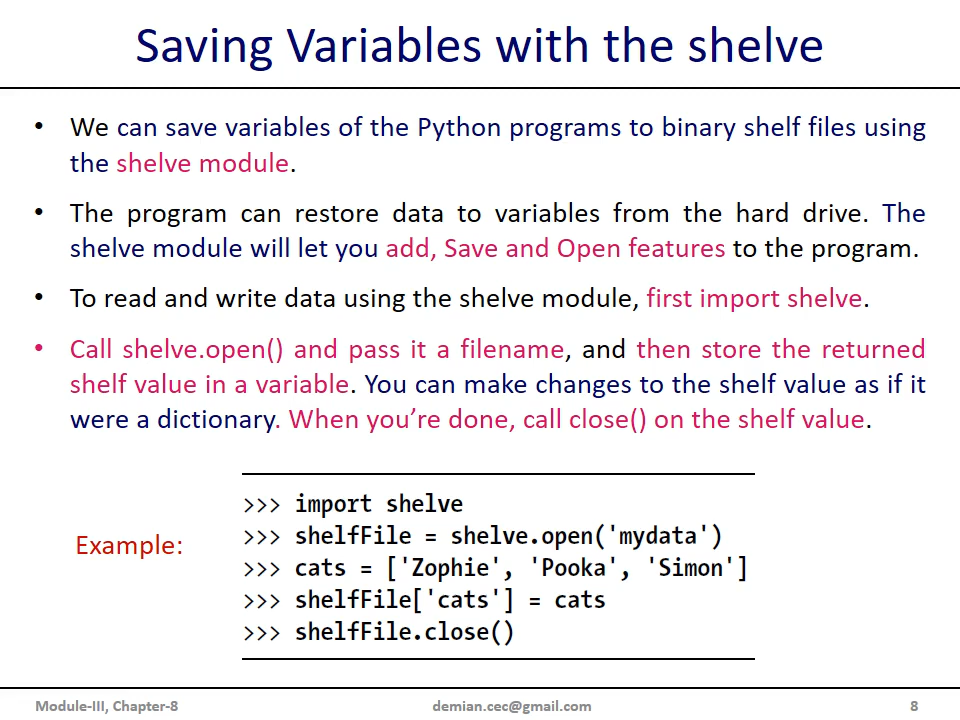 Saving Variables with the shelve
• We can save variables of the Python programs to binary shelf files using
the shelve module.
• The program can restore data to variables from the hard drive. The
shelve module will let you add, Save and Open features to the program.
• To read and write data using the shelve module, first import shelve.
• Call shelve.open() and pass it a filename, and then store the returned
shelf value in a variable. You can make changes to the shelf value as if it
were a dictionary. When you’re done, call close() on the shelf value.
Example:
>>> import shelve
>>> shelfFile = shelve.open('mydata')
>>> cats = ['Zophie', 'Pooka', 'Simon']
>>> shelfFile['cats'] = cats
>>> shelfFile.close()
Module-III, Chapter-8 demian.cec@gmail.com 8